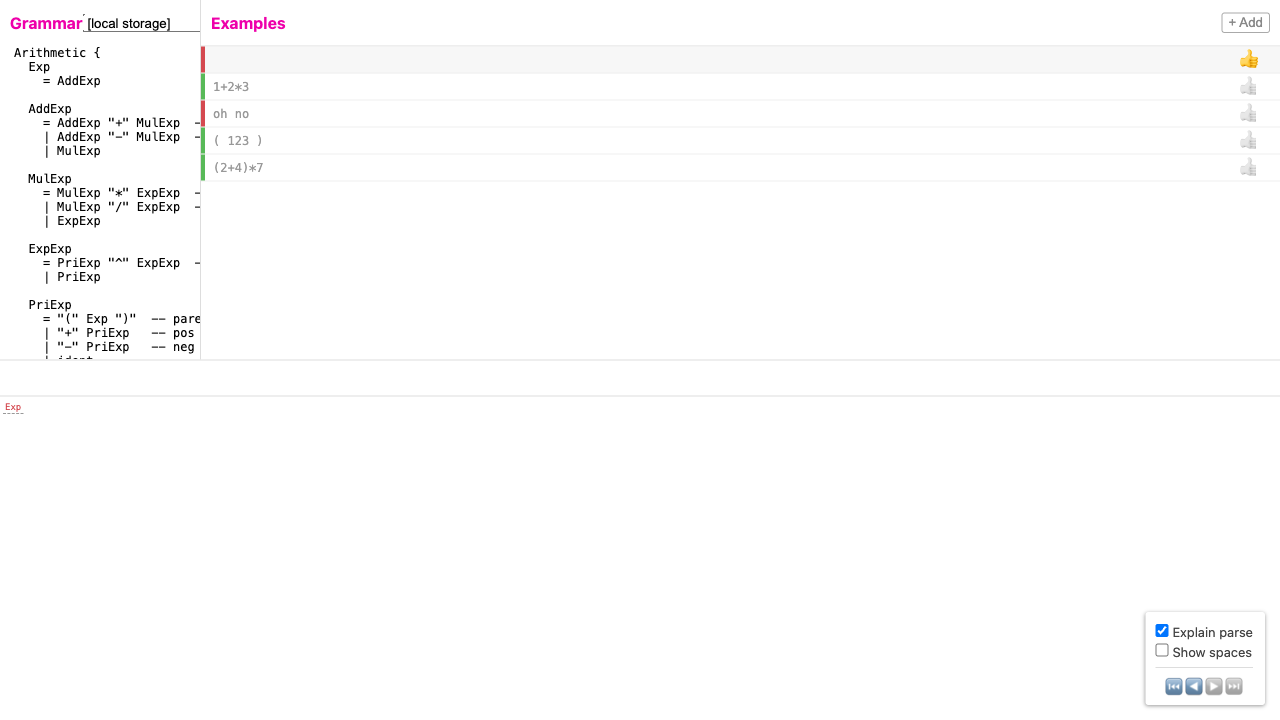 Grammar [local storage]
Examples
+ Add
Arithmetic {
Exp
= AddExp
AddExp
= AddExp "+" MulExp
| AddExp "-" MulExp
| MulExp
MulExp
= MulExp "*" ExpExp
| MulExp "/" ExpExp
| ExpExp
ExpExp
= PriExp "^" ExpExp
| PriExp
PriExp
= "(" Exp ")" -- pare
| "+" PriExp -- pos
| "-" PriExp -- neg
1+2*3
oh no
( 123 )
(2+4)*7
Exp
Explain parse
Show spaces